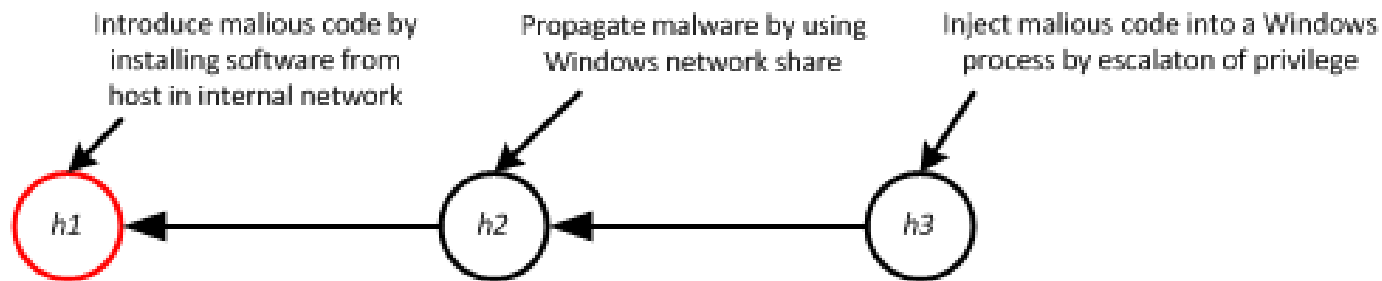 Introduce malious code by
installing software from
host in internal network
Propagate malware by using
Windows network share
Inject malious code into a Windows
process by escalaton of privilege
h1
h2
h3